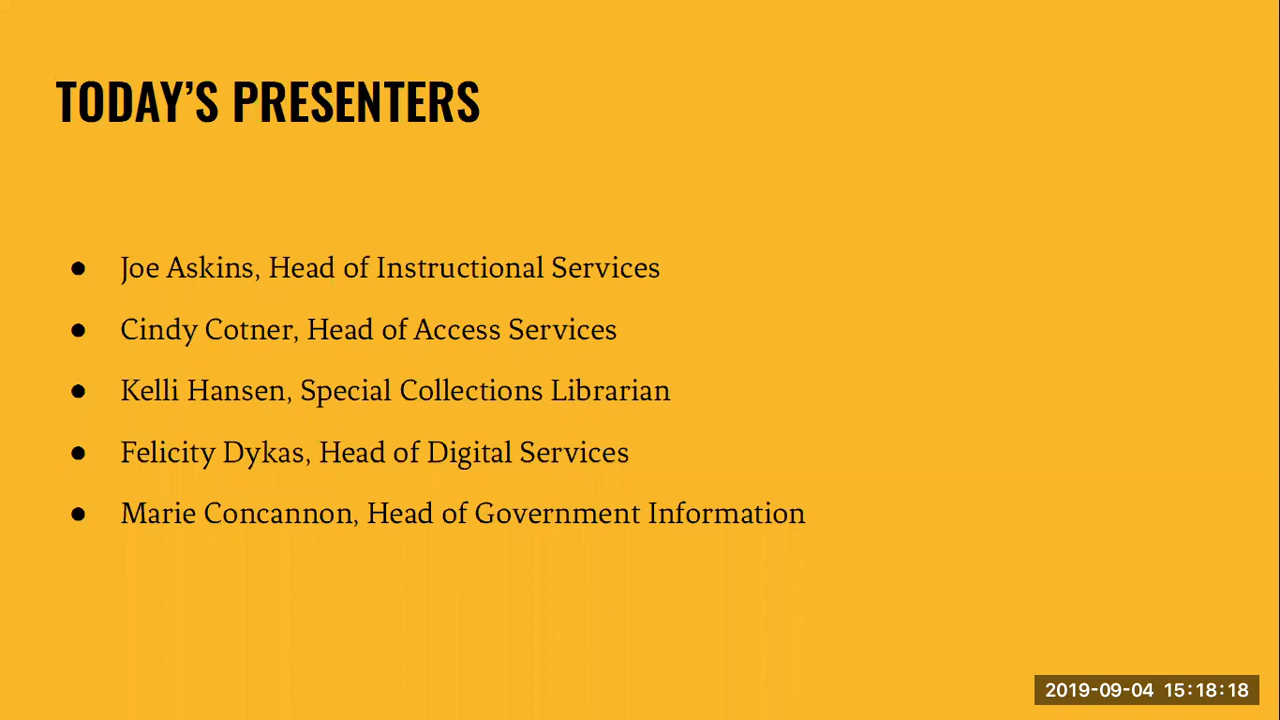 TODAY’S PRESENTERS
● Joe Askins, Head of Instructional Services
● Cindy Cotner, Head of Access Services
● Kelli Hansen, Special Collections Librarian
● Felicity Dykas, Head of Digital Services
● Marie Concannon, Head of Government Information
2019-09-04 15:18:18